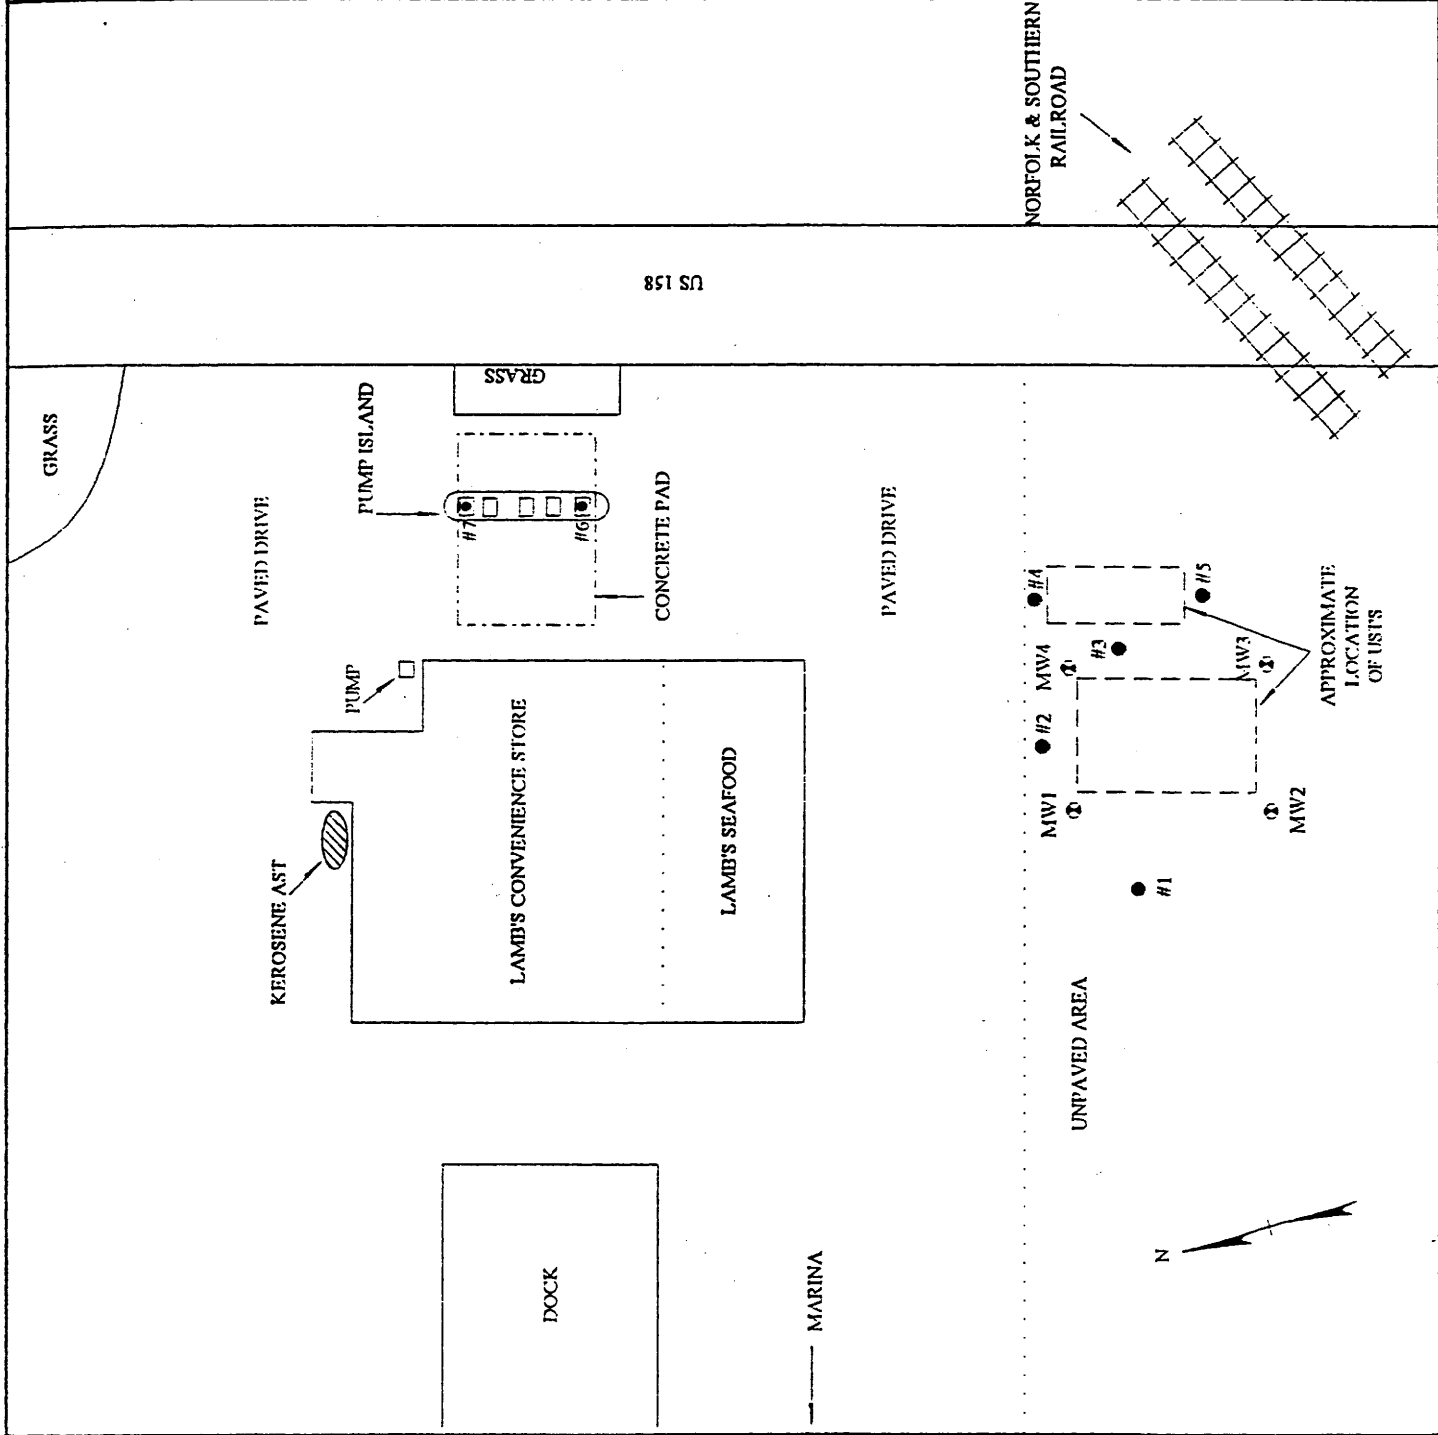 NORFOLK & SOUTHERN
RAILROAD
US 158
GRASS
GRASS
PUMP ISLAND
PAVED DRIVE
#7
#6
CONCRETE PAD
PAVED DRIVE
PUMP
KEROSENE AST
LAMB'S CONVENIENCE STORE
LAMB'S SEAFOOD
#4
#5
#3
MW4
MW3
#2
MW1
MW2
#1
APPROXIMATE
LOCATION
OF UST'S
UNPAVED AREA
DOCK
MARINA
N